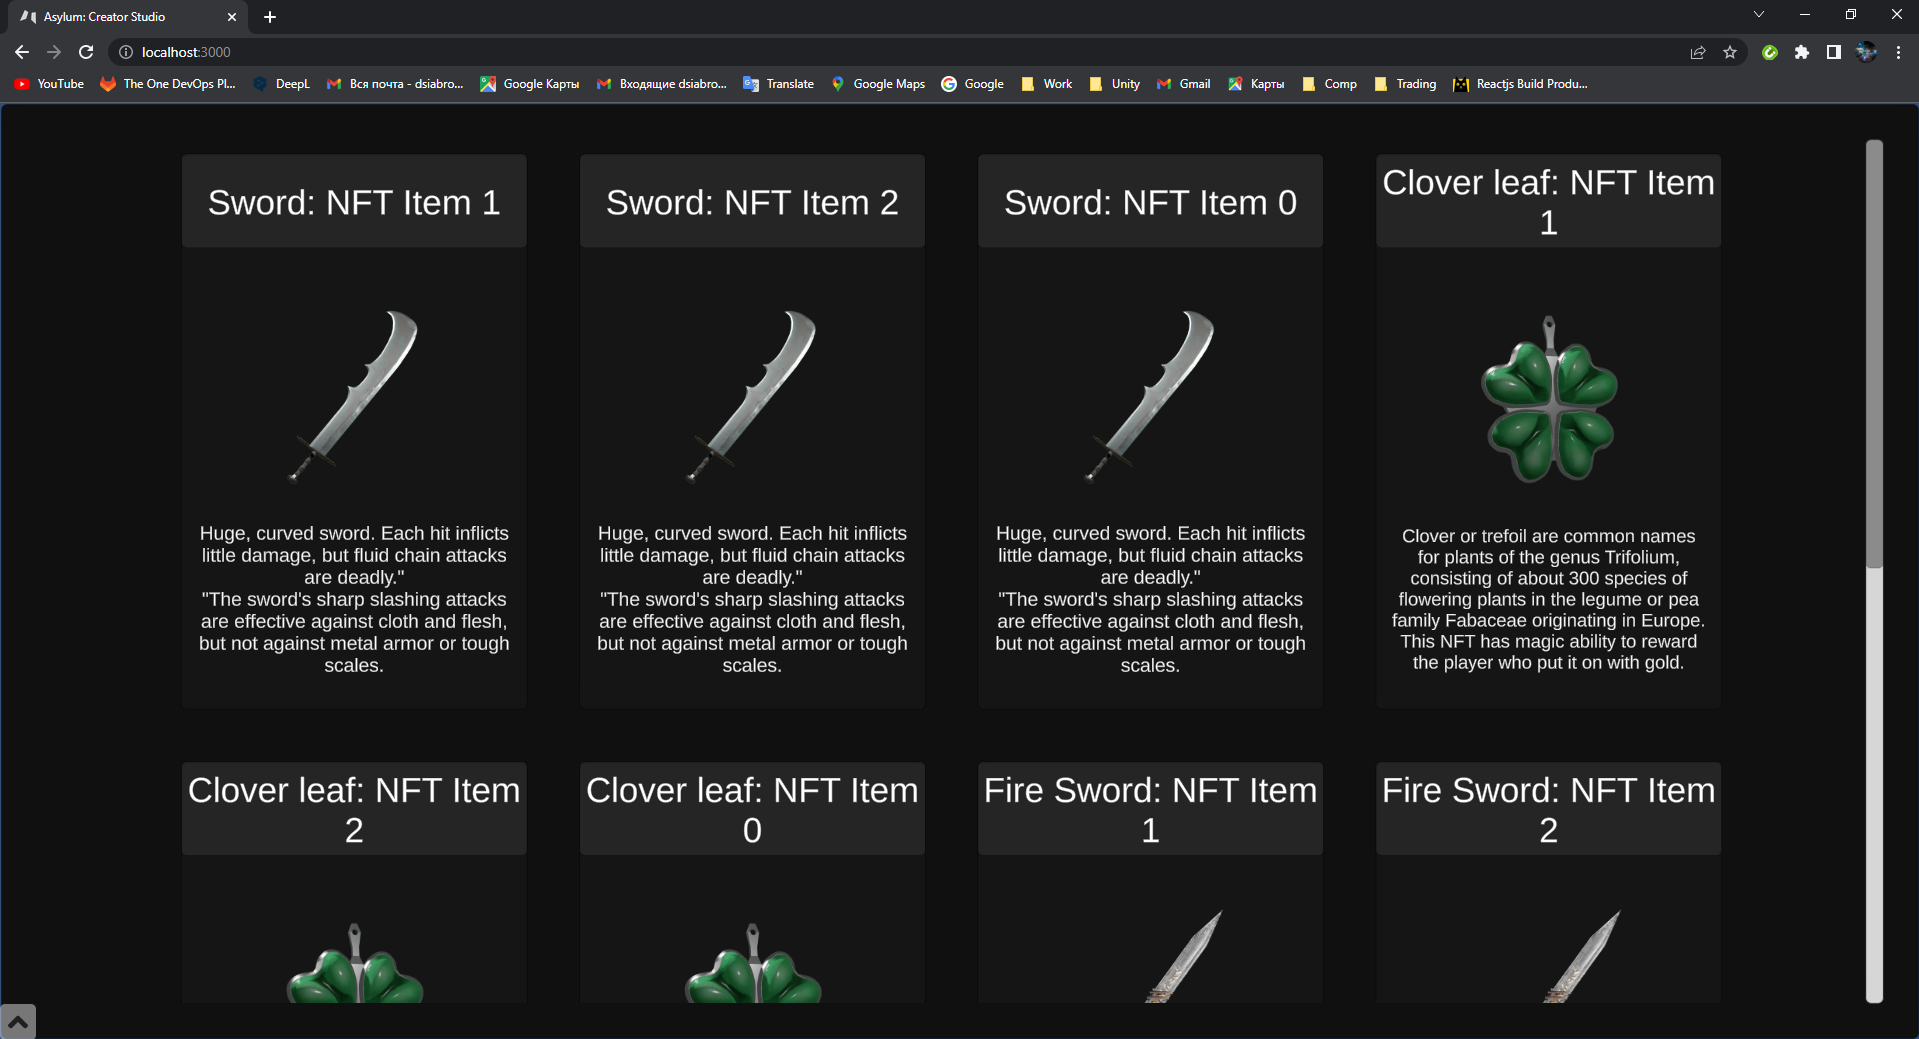 Asylum: Creator Studio
localhost:3000
YouTube
The One DevOps Pl...
DeepL
Вся почта - dsiabro...
Google Карты
Входящие dsiabro...
Translate
Google Maps
Google
Work
Unity
Gmail
Карты
Comp
Trading
Reactjs Build Produ...
Sword: NFT Item 1
Huge, curved sword. Each hit inflicts
little damage, but fluid chain attacks
are deadly."
"The sword's sharp slashing attacks
are effective against cloth and flesh,
but not against metal armor or tough
scales.
Sword: NFT Item 2
Huge, curved sword. Each hit inflicts
little damage, but fluid chain attacks
are deadly."
"The sword's sharp slashing attacks
are effective against cloth and flesh,
but not against metal armor or tough
scales.
Sword: NFT Item 0
Huge, curved sword. Each hit inflicts
little damage, but fluid chain attacks
are deadly."
"The sword's sharp slashing attacks
are effective against cloth and flesh,
but not against metal armor or tough
scales.
Clover leaf: NFT Item
1
Clover or trefoil are common names
for plants of the genus Trifolium,
consisting of about 300 species of
flowering plants in the legume or pea
family Fabaceae originating in Europe.
This NFT has magic ability to reward
the player who put it on with gold.
Clover leaf: NFT Item
2
Clover leaf: NFT Item
0
Fire Sword: NFT Item
1
Fire Sword: NFT Item
2